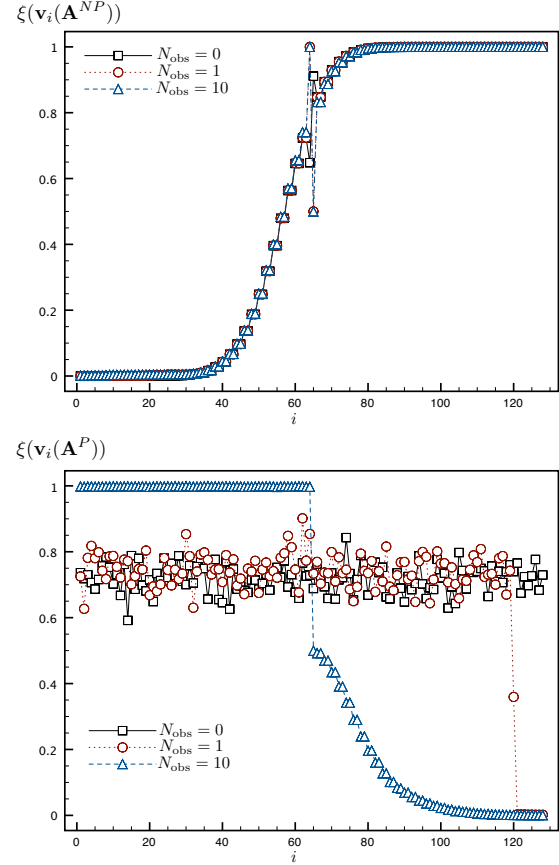 ξ(v_i(A^{NP}))
N_obs = 0
N_obs = 1
N_obs = 10
1
0.8
0.6
0.4
0.2
0
0 20 40 60 80 100 120
i
ξ(v_i(A^P))
1
0.8
0.6
0.4
0.2
0
N_obs = 0
N_obs = 1
N_obs = 10
0 20 40 60 80 100 120
i